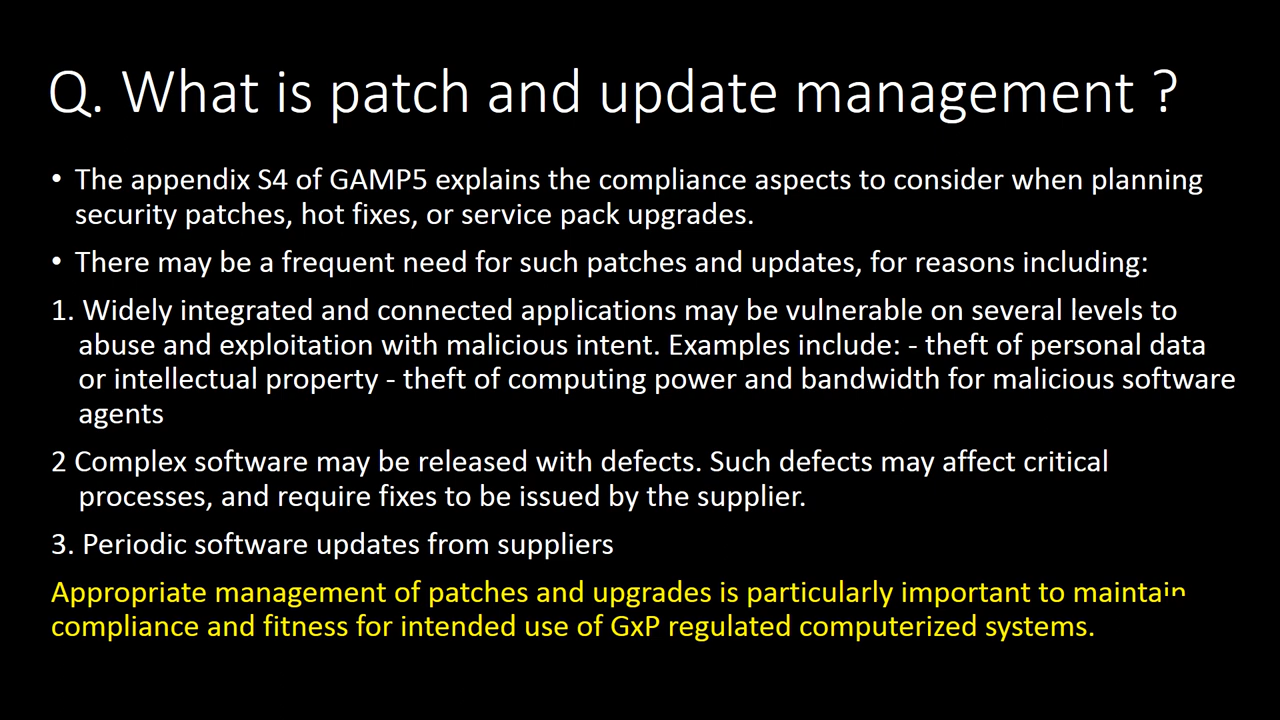 Q. What is patch and update management ?
• The appendix S4 of GAMP5 explains the compliance aspects to consider when planning
security patches, hot fixes, or service pack upgrades.
• There may be a frequent need for such patches and updates, for reasons including:
1. Widely integrated and connected applications may be vulnerable on several levels to
abuse and exploitation with malicious intent. Examples include: - theft of personal data
or intellectual property - theft of computing power and bandwidth for malicious software
agents
2 Complex software may be released with defects. Such defects may affect critical
processes, and require fixes to be issued by the supplier.
3. Periodic software updates from suppliers
Appropriate management of patches and upgrades is particularly important to maintain
compliance and fitness for intended use of GxP regulated computerized systems.